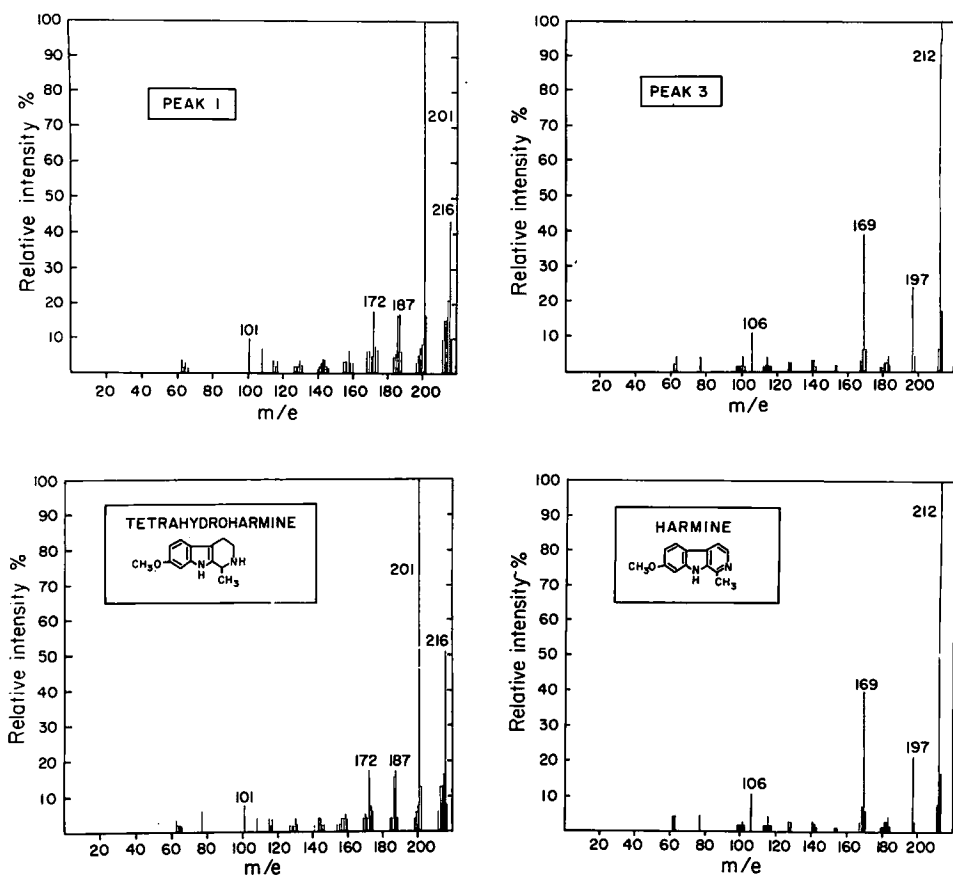 100
90
80
70
60
50
40
30
20
10
Relative intensity %
PEAK 1
201
216
172
187
101
20 40 60 80 100 120 140 160 180 200
m/e
100
90
80
70
60
50
40
30
20
10
Relative intensity %
PEAK 3
212
169
197
106
20 40 60 80 100 120 140 160 180 200
m/e
100
90
80
70
60
50
40
30
20
10
Relative intensity %
TETRAHYDROHARMINE
CH₃O
NH
N
H
CH₃
201
216
172
187
101
20 40 60 80 100 120 140 160 180 200
m/e
100
90
80
70
60
50
40
30
20
10
Relative intensity %
HARMINE
CH₃O
N
N
H
CH₃
212
169
197
106
20 40 60 80 100 120 140 160 180 200
m/e